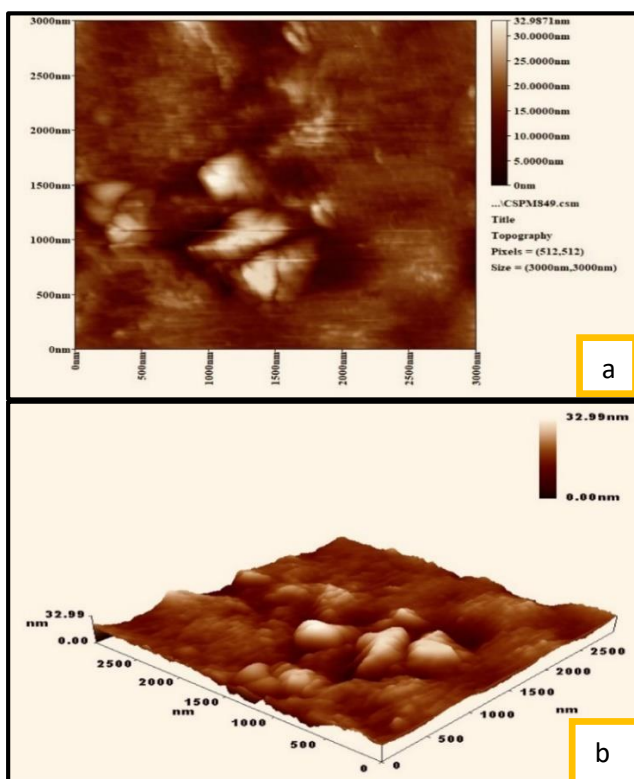 3000nm
2500nm
2000nm
1500nm
1000nm
500nm
0nm
0nm
500nm
1000nm
1500nm
2000nm
2500nm
3000nm
32.9871nm
30.0000nm
25.0000nm
20.0000nm
15.0000nm
10.0000nm
5.0000nm
0nm
...\CSPM849.csm
Title
Topography
Pixels = (512,512)
Size = (3000nm,3000nm)
a
32.99nm
0.00nm
32.99
nm
0.00
2500
2000
nm
1500
1000
500
0
0
500
1000
nm
1500
2000
2500
b